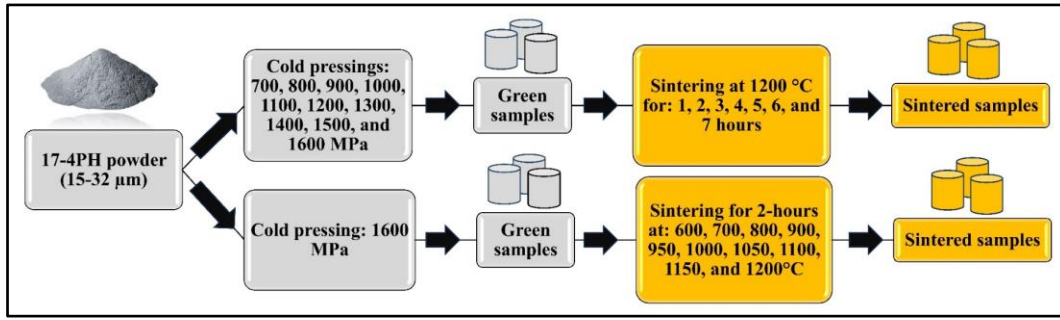 17-4PH powder
(15-32 µm)
Cold pressings:
700, 800, 900, 1000,
1100, 1200, 1300,
1400, 1500, and
1600 MPa
Green
samples
Sintering at 1200 °C
for: 1, 2, 3, 4, 5, 6, and
7 hours
Sintered samples
Cold pressing: 1600
MPa
Green
samples
Sintering for 2-hours
at: 600, 700, 800, 900,
950, 1000, 1050, 1100,
1150, and 1200°C
Sintered samples